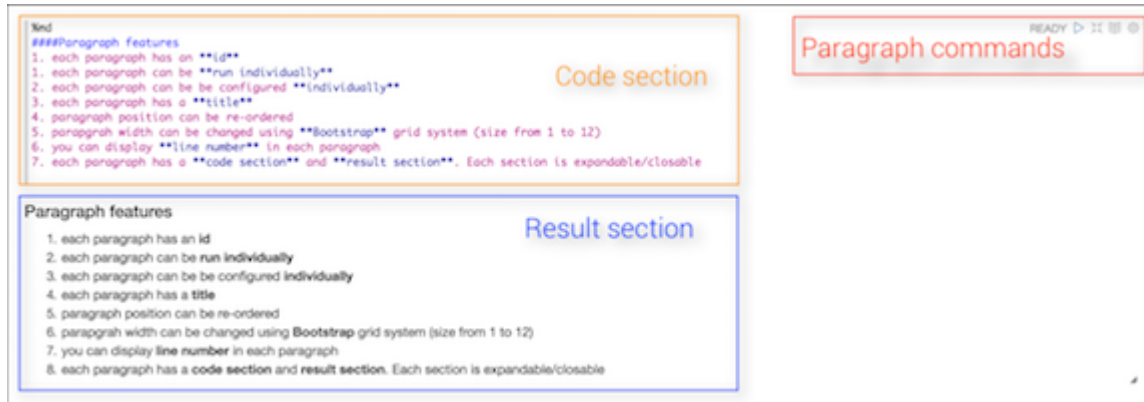 %md
####Paragraph features
1. each paragraph has an **id**
1. each paragraph can be **run individually**
2. each paragraph can be be configured **individually**
3. each paragraph has a **title**
4. paragraph position can be re-ordered
5. parapgrah width can be changed using **Bootstrap** grid system (size from 1 to 12)
6. you can display **line number** in each paragraph
7. each paragraph has a **code section** and **result section**. Each section is expandable/closable
Code section
READY
Paragraph commands
Paragraph features
Result section
1. each paragraph has an id
2. each paragraph can be run individually
3. each paragraph can be be configured individually
4. each paragraph has a title
5. paragraph position can be re-ordered
6. parapgrah width can be changed using Bootstrap grid system (size from 1 to 12)
7. you can display line number in each paragraph
8. each paragraph has a code section and result section. Each section is expandable/closable